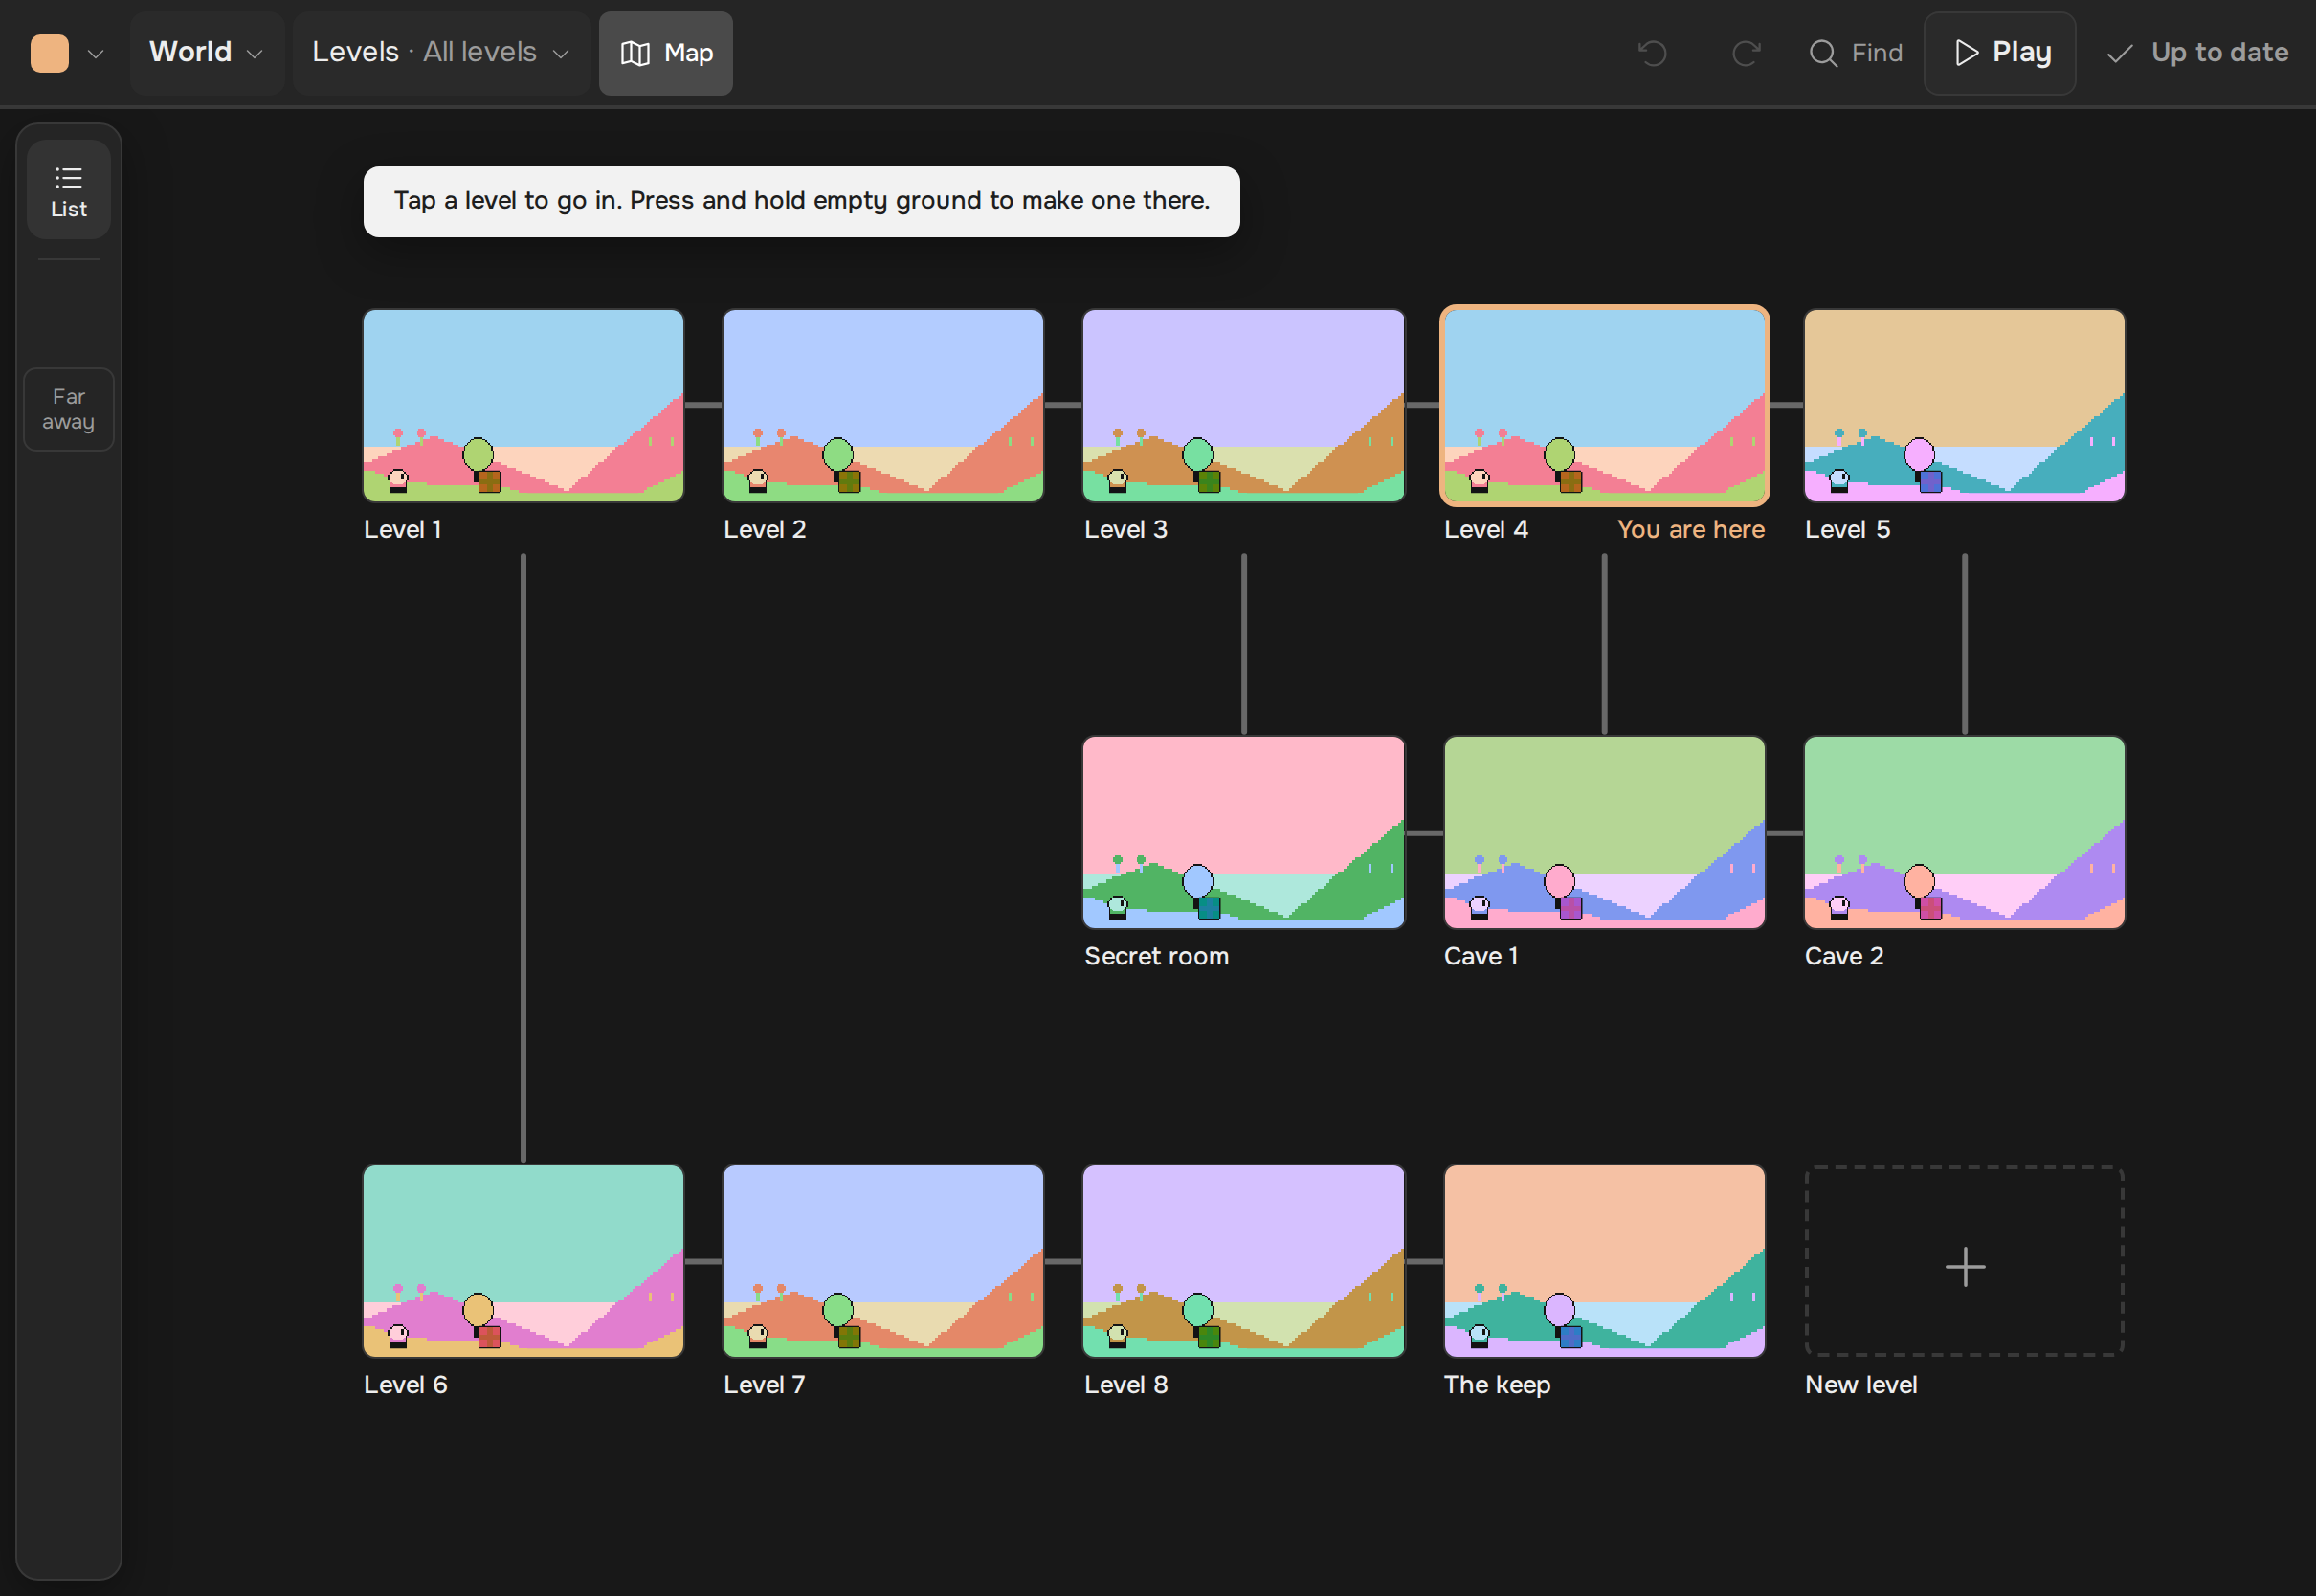 World
Levels · All levels
Map
Find
Play
Up to date
List
Far
away
Tap a level to go in. Press and hold empty ground to make one there.
Level 1
Level 2
Level 3
Level 4
You are here
Level 5
Secret room
Cave 1
Cave 2
Level 6
Level 7
Level 8
The keep
New level